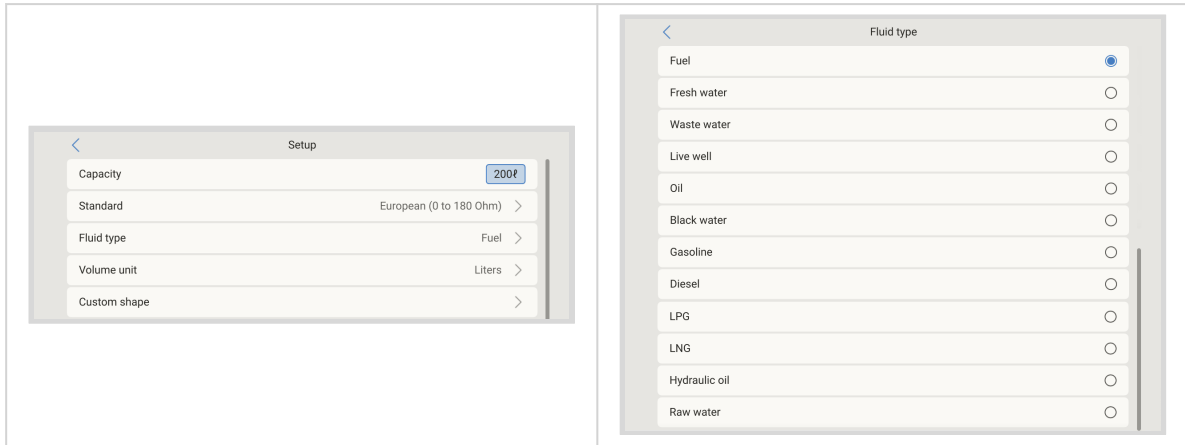 Setup
Capacity 200ℓ
Standard European (0 to 180 Ohm)
Fluid type Fuel
Volume unit Liters
Custom shape
Fluid type
Fuel
Fresh water
Waste water
Live well
Oil
Black water
Gasoline
Diesel
LPG
LNG
Hydraulic oil
Raw water